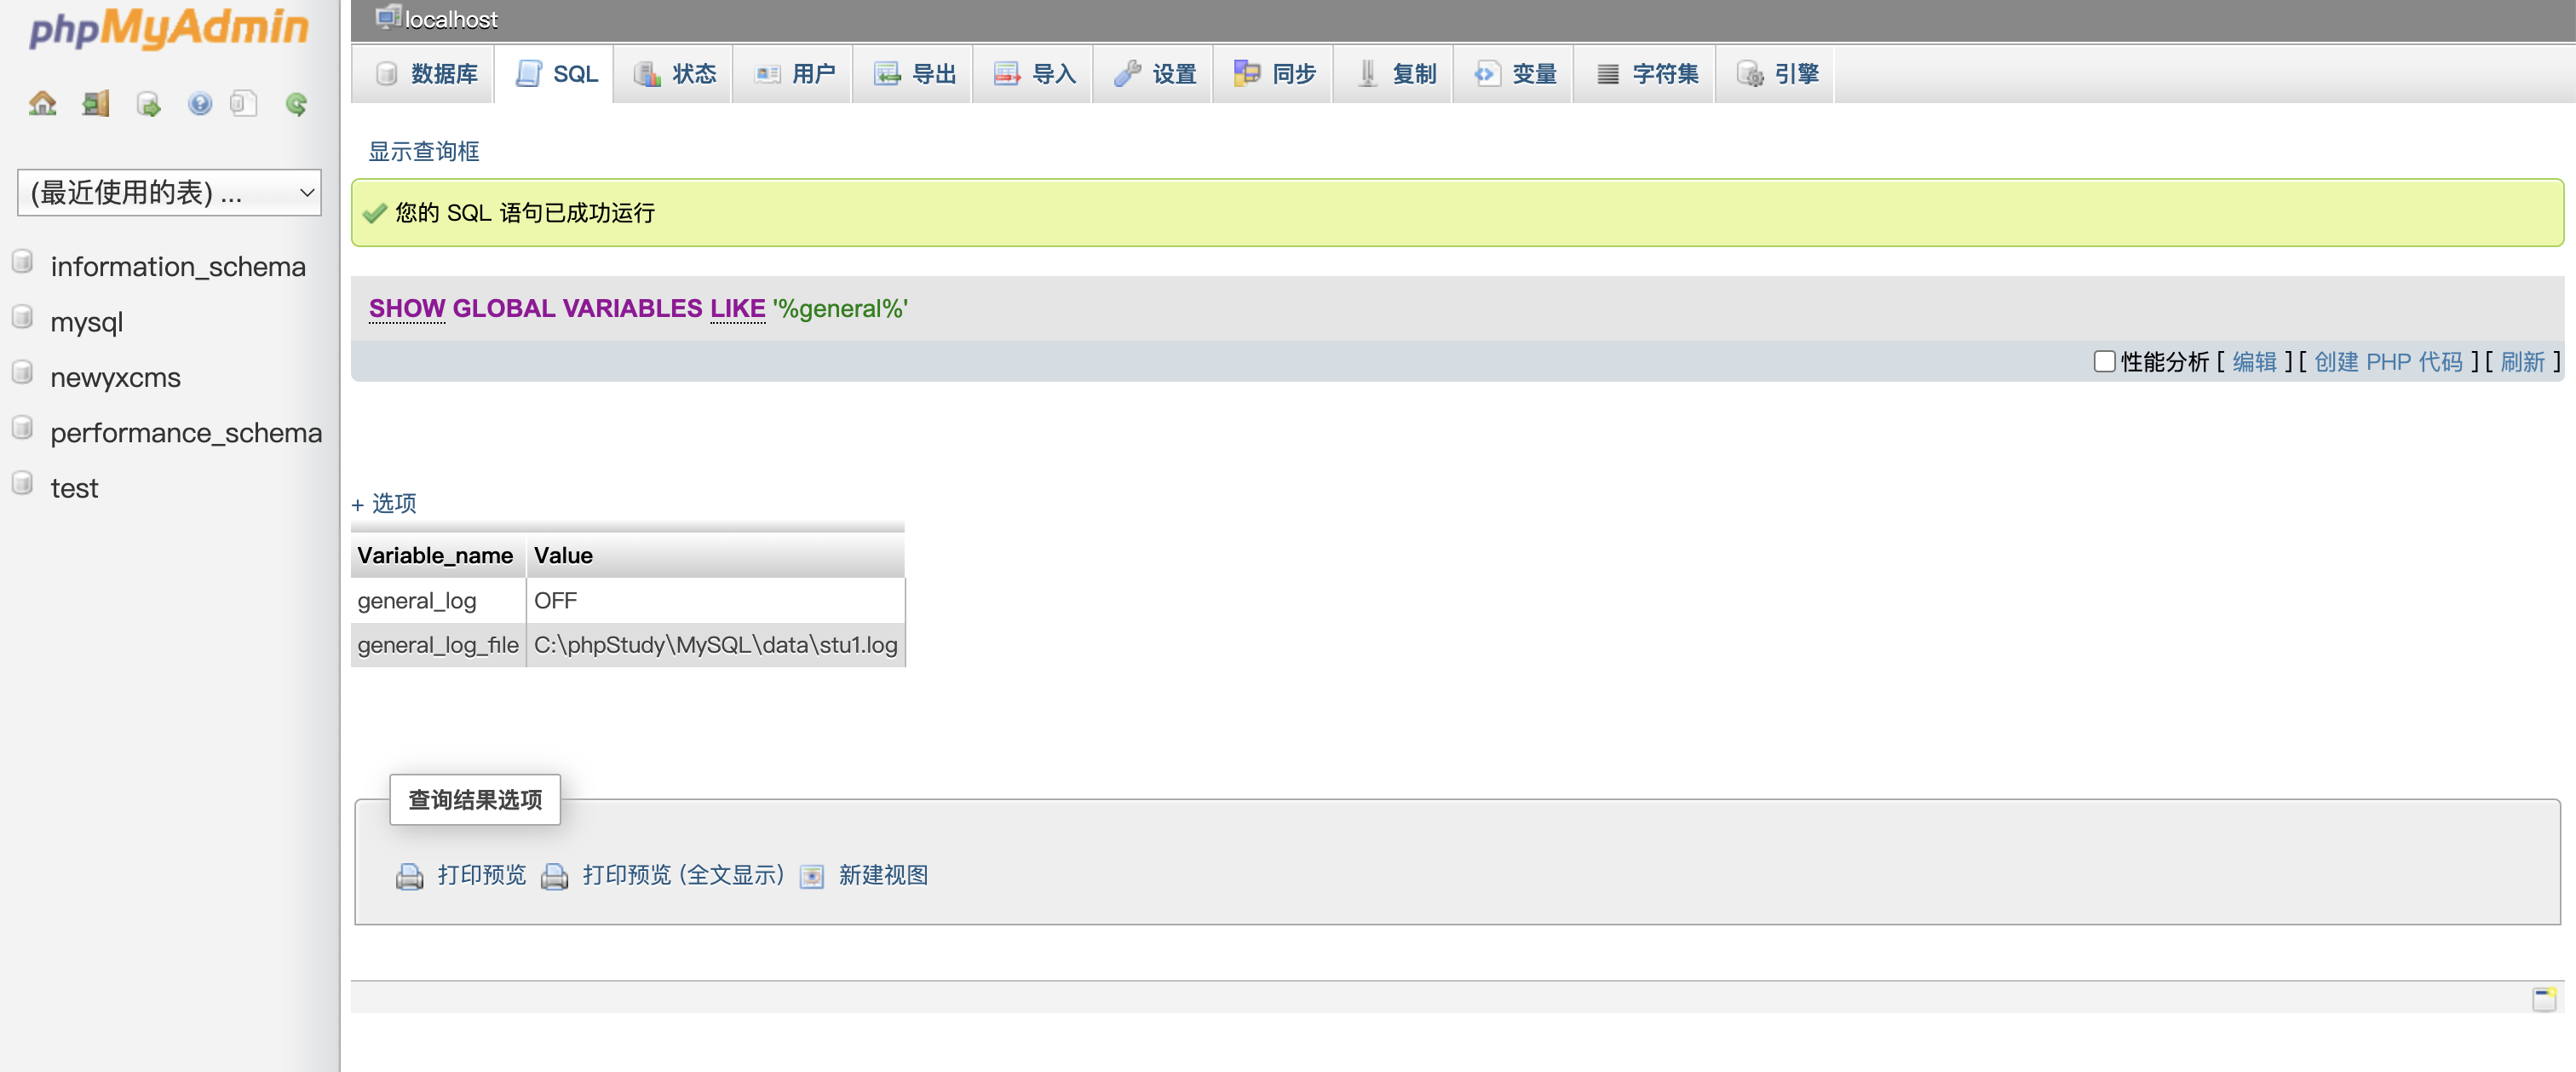 phpMyAdmin
(最近使用的表) ...
information_schema
mysql
newyxcms
performance_schema
test
localhost
数据库 SQL 状态 用户 导出 导入 设置 同步 复制 变量 字符集 引擎
显示查询框
您的 SQL 语句已成功运行
SHOW GLOBAL VARIABLES LIKE '%general%'
性能分析 [ 编辑 ] [ 创建 PHP 代码 ] [ 刷新 ]
+ 选项
Variable_name Value
general_log OFF
general_log_file C:\phpStudy\MySQL\data\stu1.log
查询结果选项
打印预览 打印预览 (全文显示) 新建视图